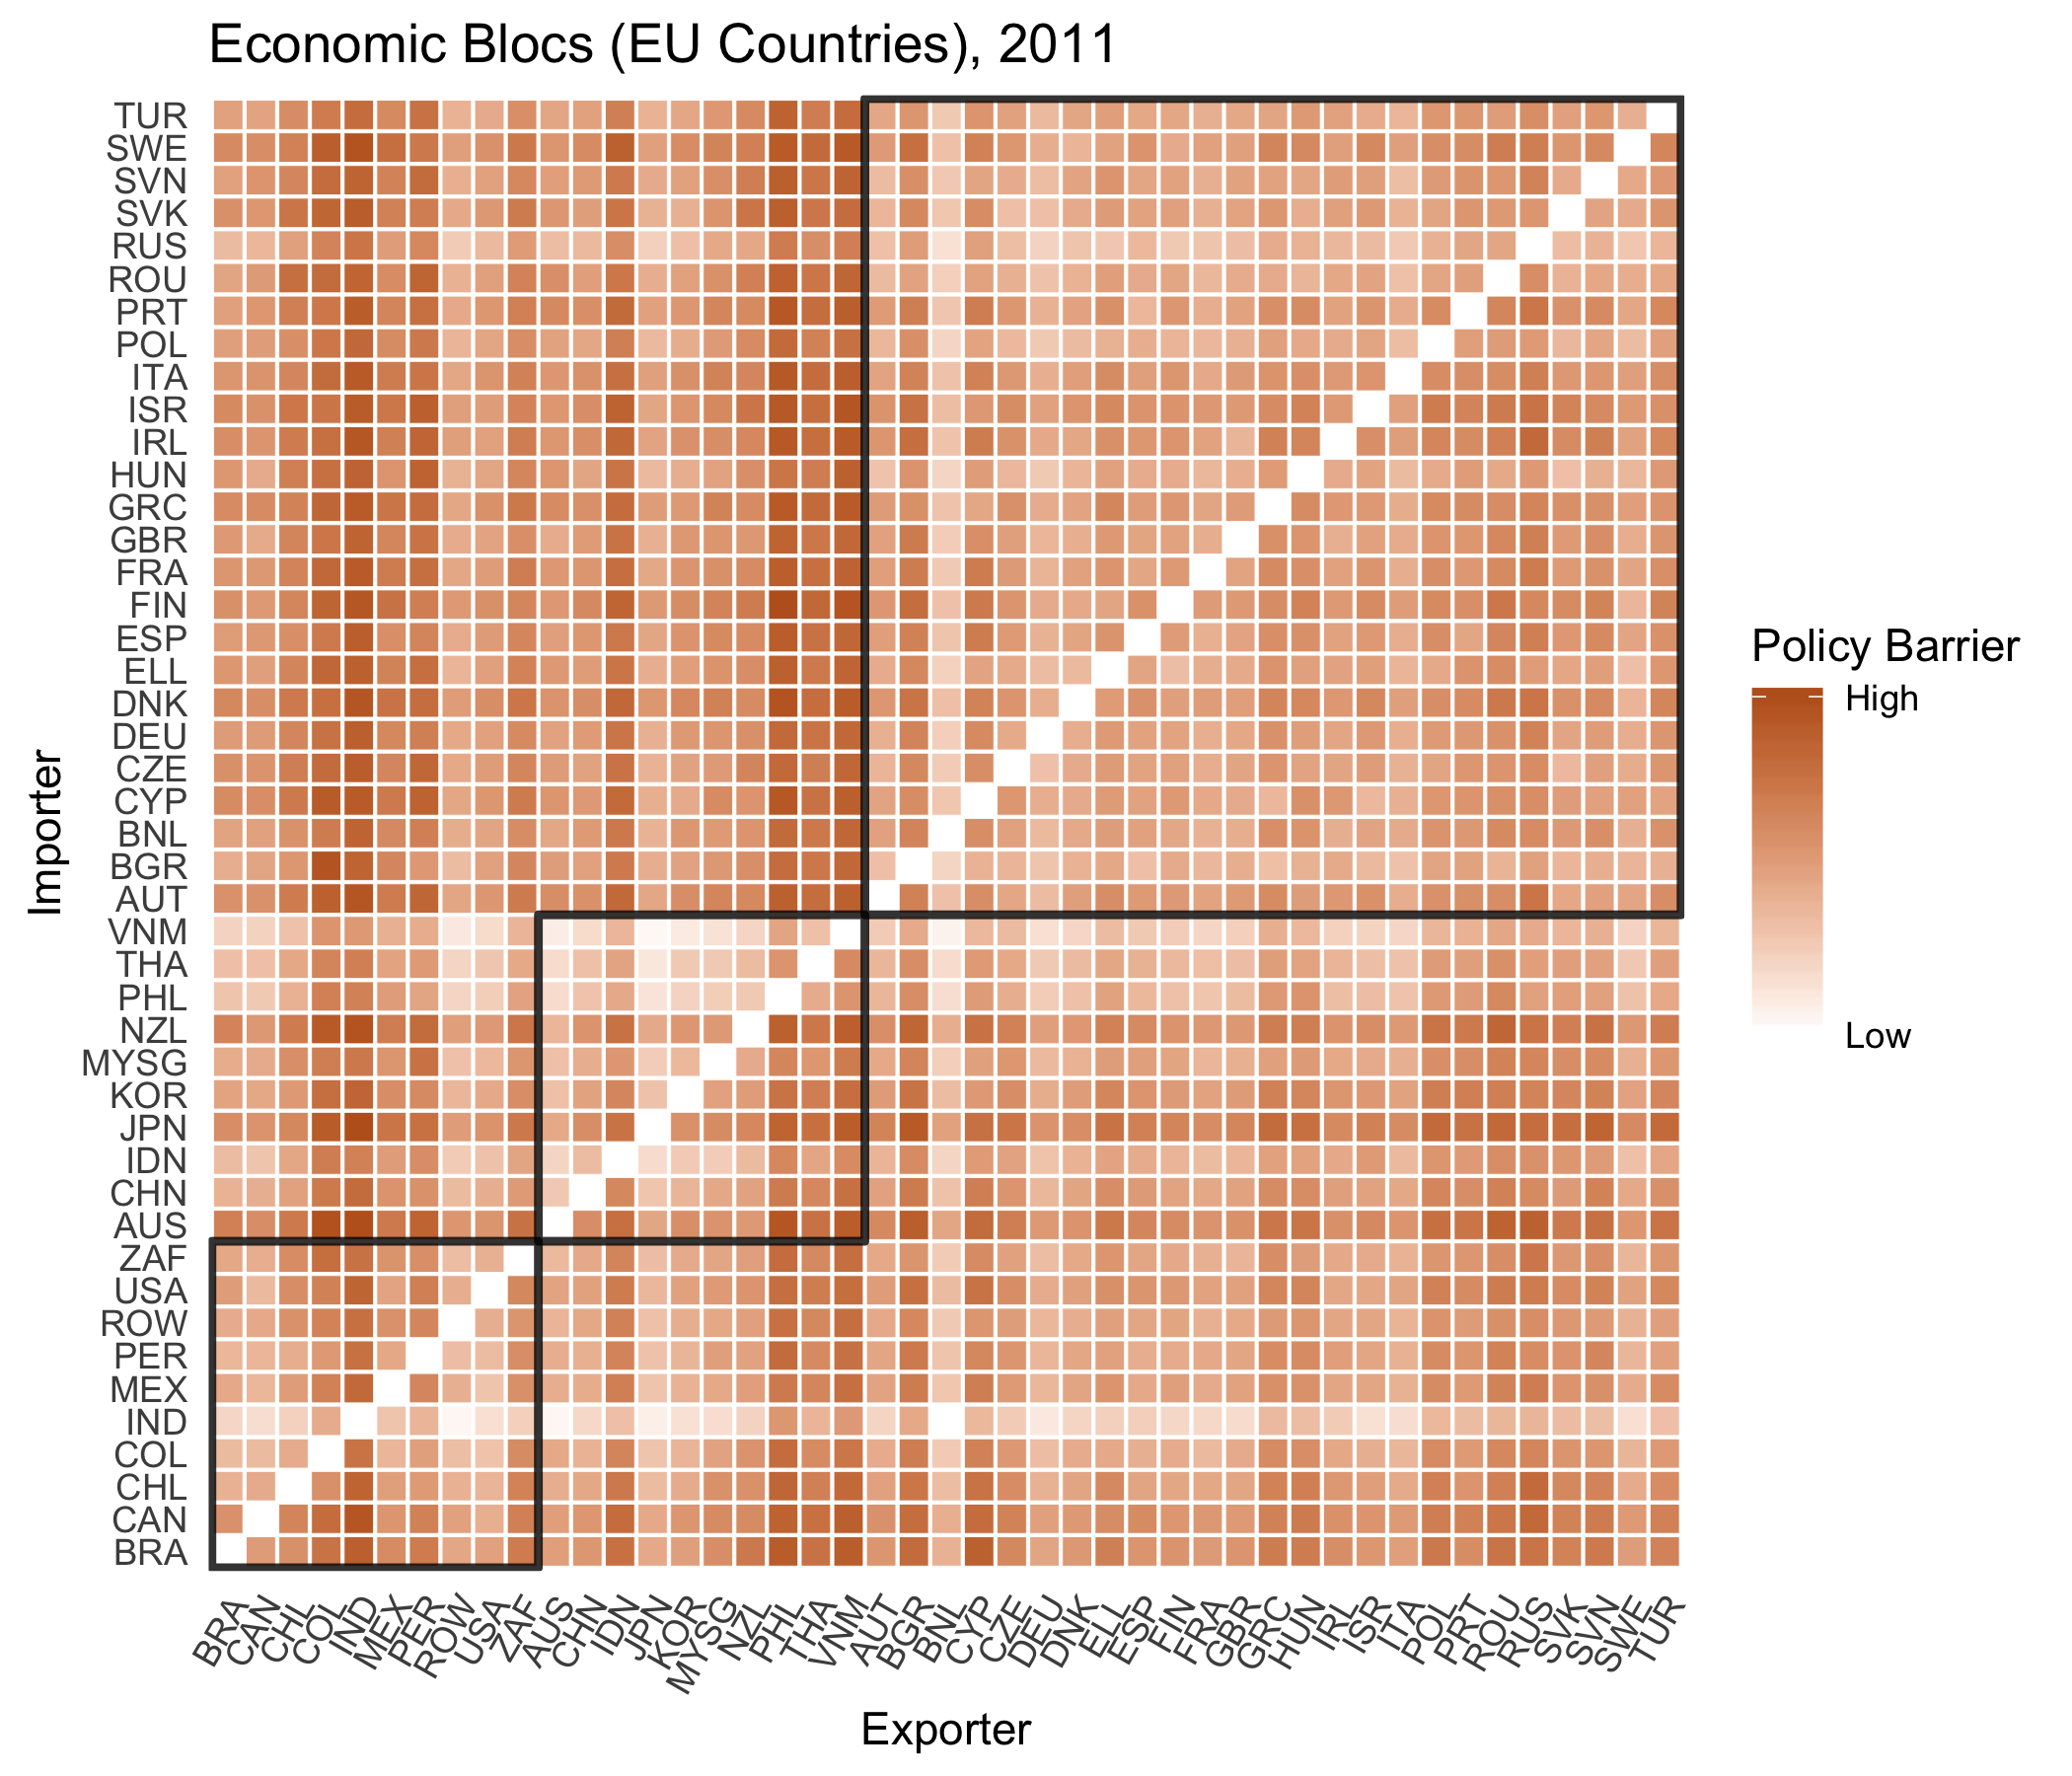 Economic Blocs (EU Countries), 2011
Importer
TUR
SWE
SVN
SVK
RUS
ROU
PRT
POL
ITA
ISR
IRL
HUN
GRC
GBR
FRA
FIN
ESP
ELL
DNK
DEU
CZE
CYP
BNL
BGR
AUT
VNM
THA
PHL
NZL
MYSG
KOR
JPN
IDN
CHN
AUS
ZAF
USA
ROW
PER
MEX
IND
COL
CHL
CAN
BRA
BRA
CAN
CHL
COL
IND
MEX
PER
ROW
USA
ZAF
AUS
CHN
IDN
JPN
KOR
MYSG
NZL
PHL
THA
VNM
AUT
BGR
BNL
CYP
CZE
DEU
DNK
ELL
ESP
FIN
FRA
GBR
GRC
HUN
IRL
ISR
ITA
POL
PRT
ROU
RUS
SVK
SVN
SWE
TUR
Exporter
Policy Barrier
High
Low